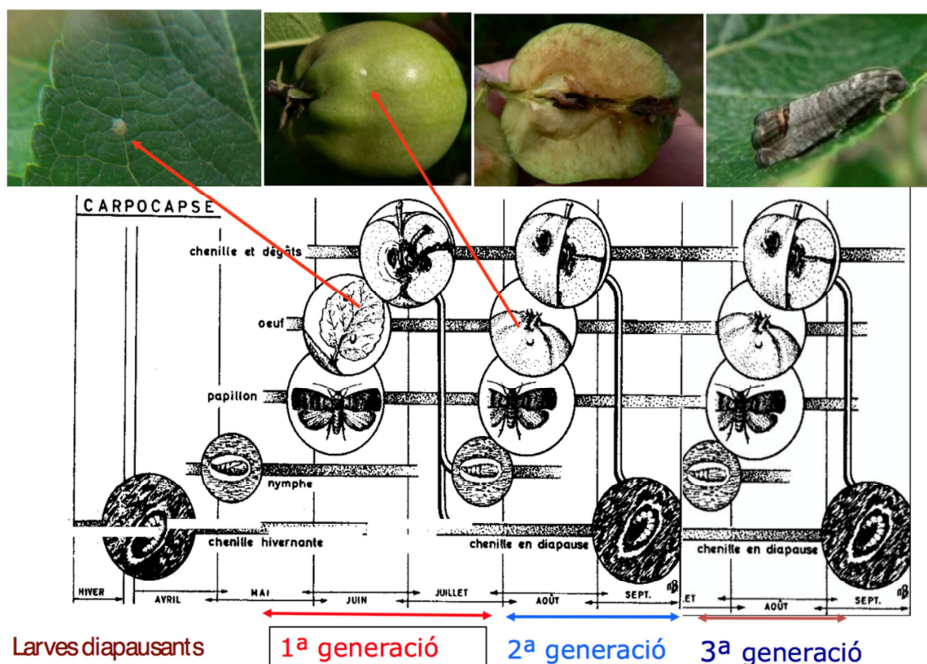 CARPOCAPSE
chenille et dégâts
oeuf
papillon
nymphe
chenille hivernante
chenille en diapause
chenille en diapause
HIVER
AVRIL
MAI
JUIN
JUILLET
AOÛT
SEPT.
ET
AOÛT
SEPT.
Larves diapausants
1ª generació
2ª generació
3ª generació